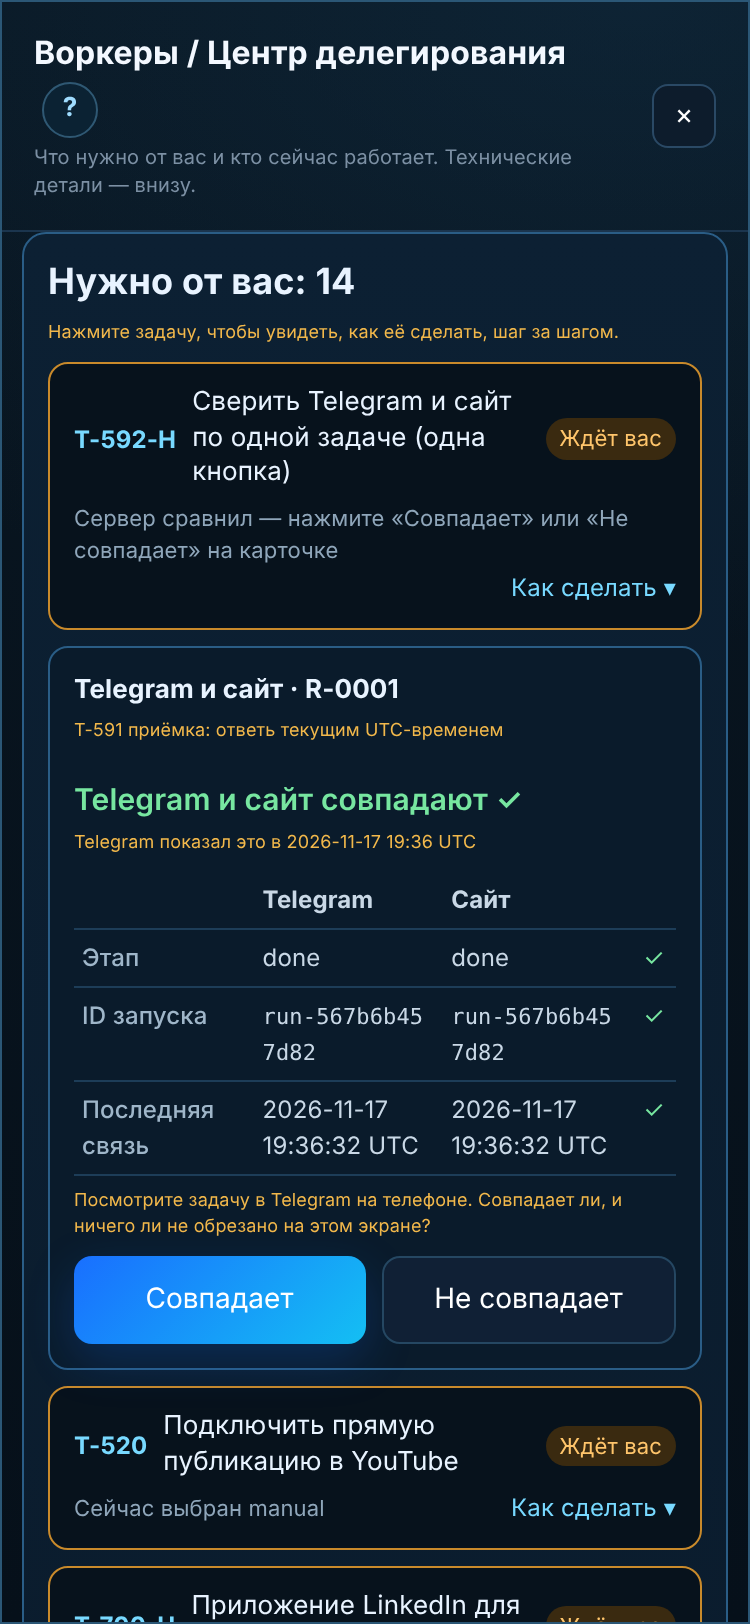 Воркеры / Центр делегирования
?
×
Что нужно от вас и кто сейчас работает. Технические
детали — внизу.
Нужно от вас: 14
Нажмите задачу, чтобы увидеть, как её сделать, шаг за шагом.
T-592-H
Сверить Telegram и сайт
по одной задаче (одна
кнопка)
Ждёт вас
Сервер сравнил — нажмите «Совпадает» или «Не
совпадает» на карточке
Как сделать ▾
Telegram и сайт · R-0001
T-591 приёмка: ответь текущим UTC-временем
Telegram и сайт совпадают ✓
Telegram показал это в 2026-11-17 19:36 UTC
Telegram Сайт
Этап done done ✓
ID запуска run-567b6b45 run-567b6b45 ✓
7d82 7d82
Последняя 2026-11-17 2026-11-17 ✓
связь 19:36:32 UTC 19:36:32 UTC
Посмотрите задачу в Telegram на телефоне. Совпадает ли, и
ничего ли не обрезано на этом экране?
Совпадает Не совпадает
T-520
Подключить прямую
публикацию в YouTube
Ждёт вас
Сейчас выбран manual Как сделать ▾
Приложение LinkedIn для